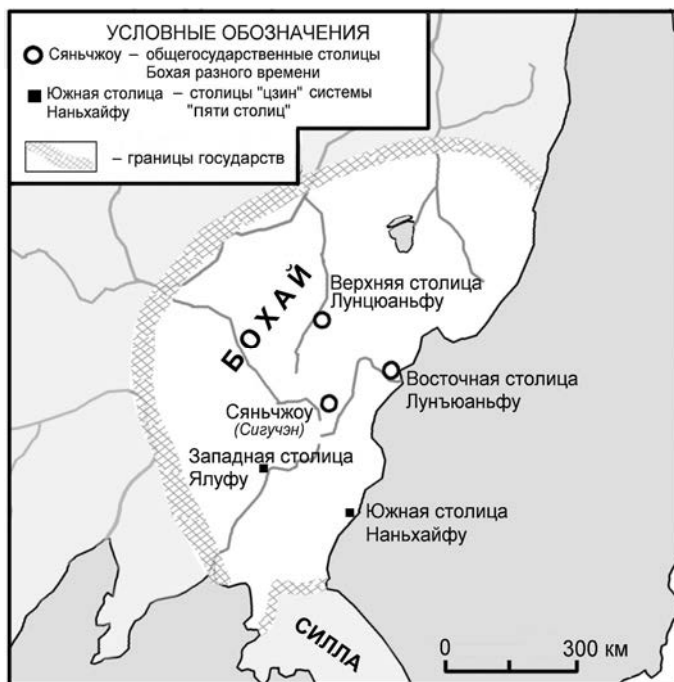 УСЛОВНЫЕ ОБОЗНАЧЕНИЯ
Сяньчжоу – общегосударственные столицы
Бохая разного времени
Южная столица – столицы "цзин" системы
Наньхайфу "пяти столиц"
– границы государств
БОХАЙ
Верхняя столица
Лунцюаньфу
Восточная столица
Лунъюаньфу
Сяньчжоу
(Сигучэн)
Западная столица
Ялуфу
Южная столица
Наньхайфу
СИЛЛА
0 300 км